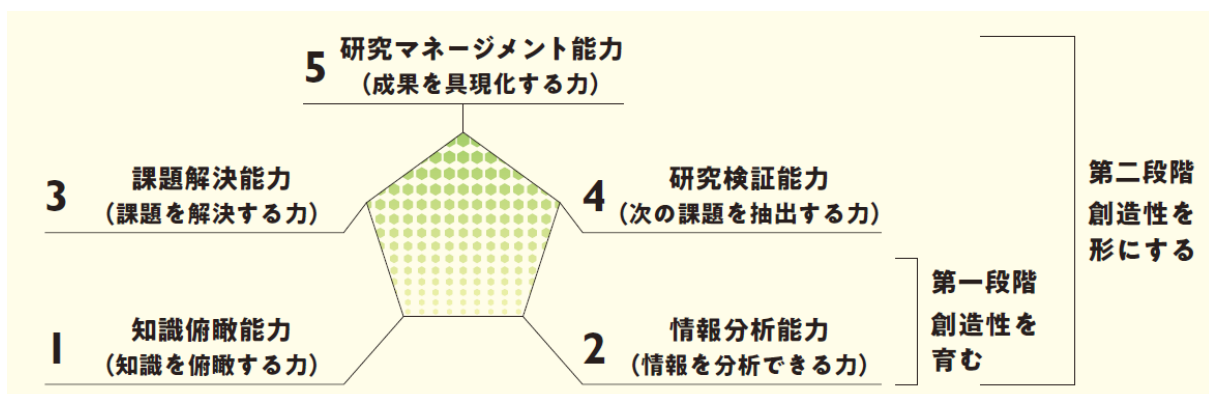 5 研究マネージメント能力
(成果を具現化する力)
3 課題解決能力
(課題を解決する力)
4 研究検証能力
(次の課題を抽出する力)
1 知識俯瞰能力
(知識を俯瞰する力)
2 情報分析能力
(情報を分析できる力)
第一段階
創造性を
育む
第二段階
創造性を
形にする